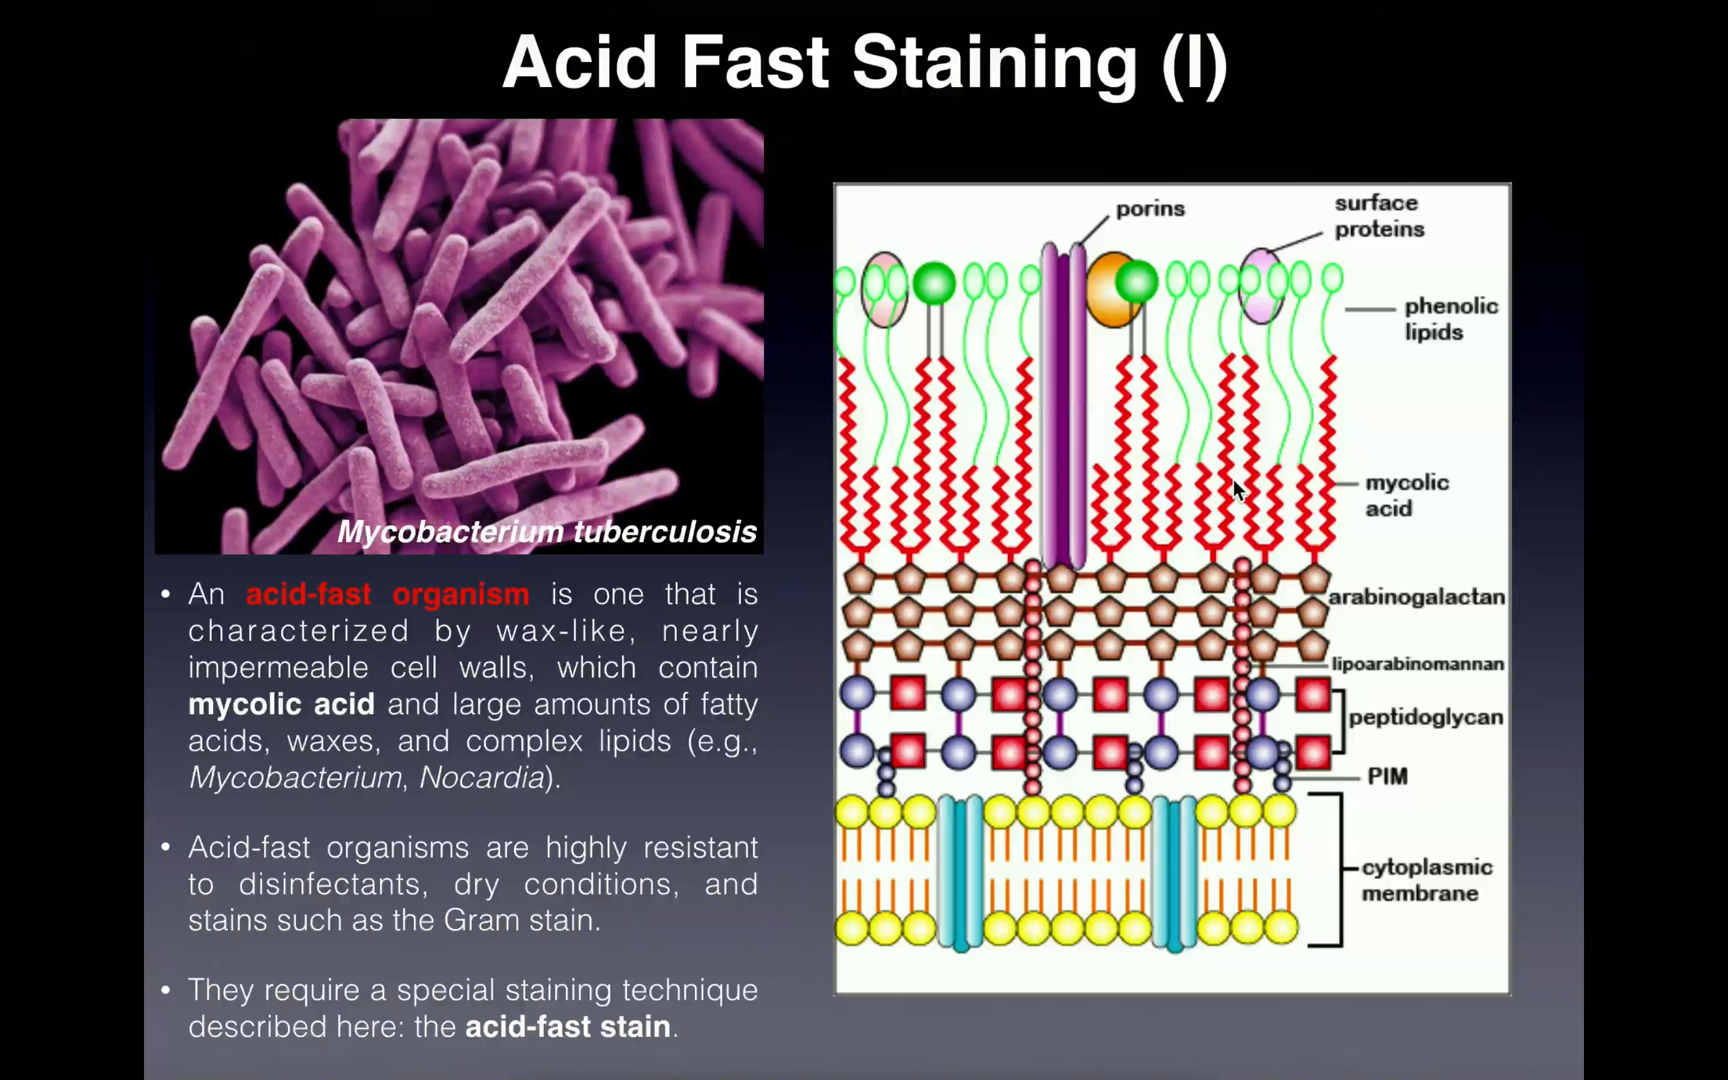 Acid Fast Staining (I)
Mycobacterium tuberculosis
• An acid-fast organism is one that is
characterized by wax-like, nearly
impermeable cell walls, which contain
mycolic acid and large amounts of fatty
acids, waxes, and complex lipids (e.g.,
Mycobacterium, Nocardia).
• Acid-fast organisms are highly resistant
to disinfectants, dry conditions, and
stains such as the Gram stain.
• They require a special staining technique
described here: the acid-fast stain.
porins
surface
proteins
phenolic
lipids
mycolic
acid
arabinogalactan
lipoarabinomannan
peptidoglycan
PIM
cytoplasmic
membrane